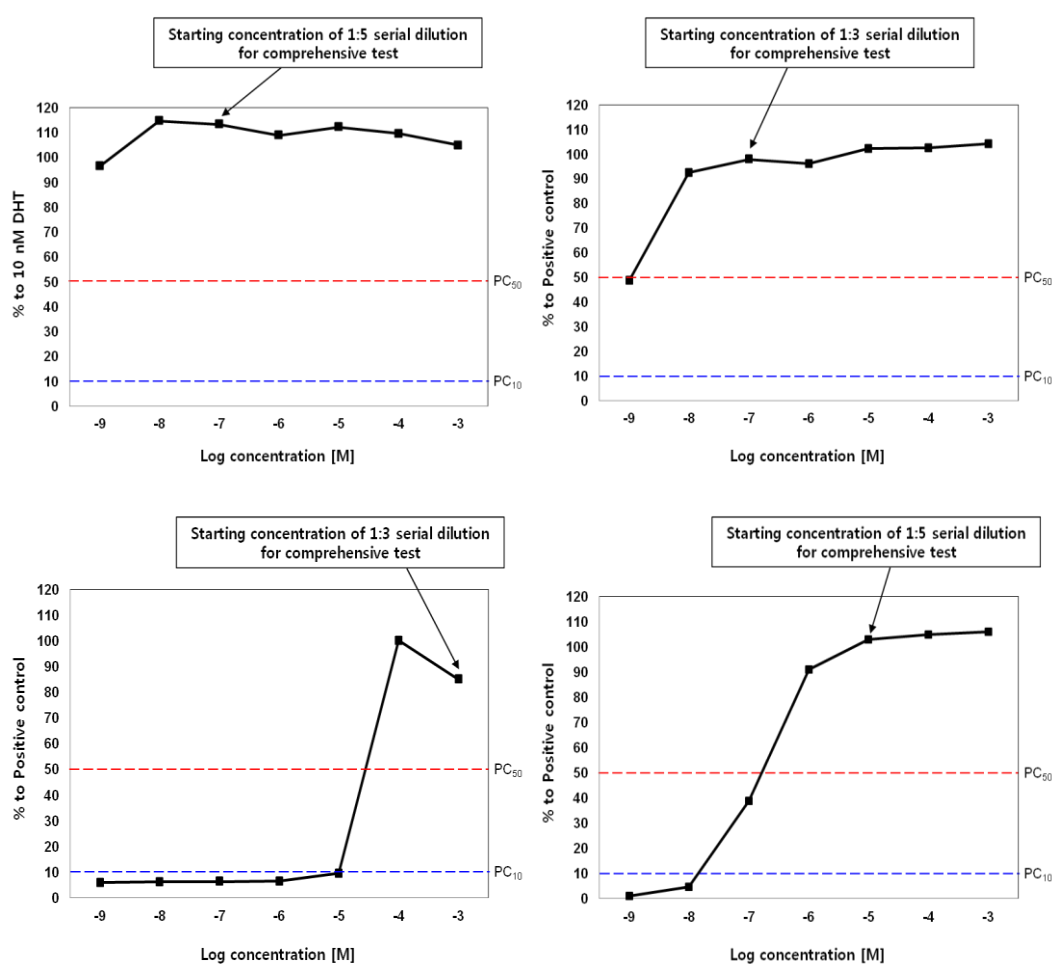 Starting concentration of 1:5 serial dilution
for comprehensive test
120
110
100
90
80
70
60
50
40
30
20
10
0
% to 10 nM DHT
PC50
PC10
-9 -8 -7 -6 -5 -4 -3
Log concentration [M]
Starting concentration of 1:3 serial dilution
for comprehensive test
120
110
100
90
80
70
60
50
40
30
20
10
0
% to Positive control
PC50
PC10
-9 -8 -7 -6 -5 -4 -3
Log concentration [M]
Starting concentration of 1:3 serial dilution
for comprehensive test
120
110
100
90
80
70
60
50
40
30
20
10
0
% to Positive control
PC50
PC10
-9 -8 -7 -6 -5 -4 -3
Log concentration [M]
Starting concentration of 1:5 serial dilution
for comprehensive test
120
110
100
90
80
70
60
50
40
30
20
10
0
% to Positive control
PC50
PC10
-9 -8 -7 -6 -5 -4 -3
Log concentration [M]